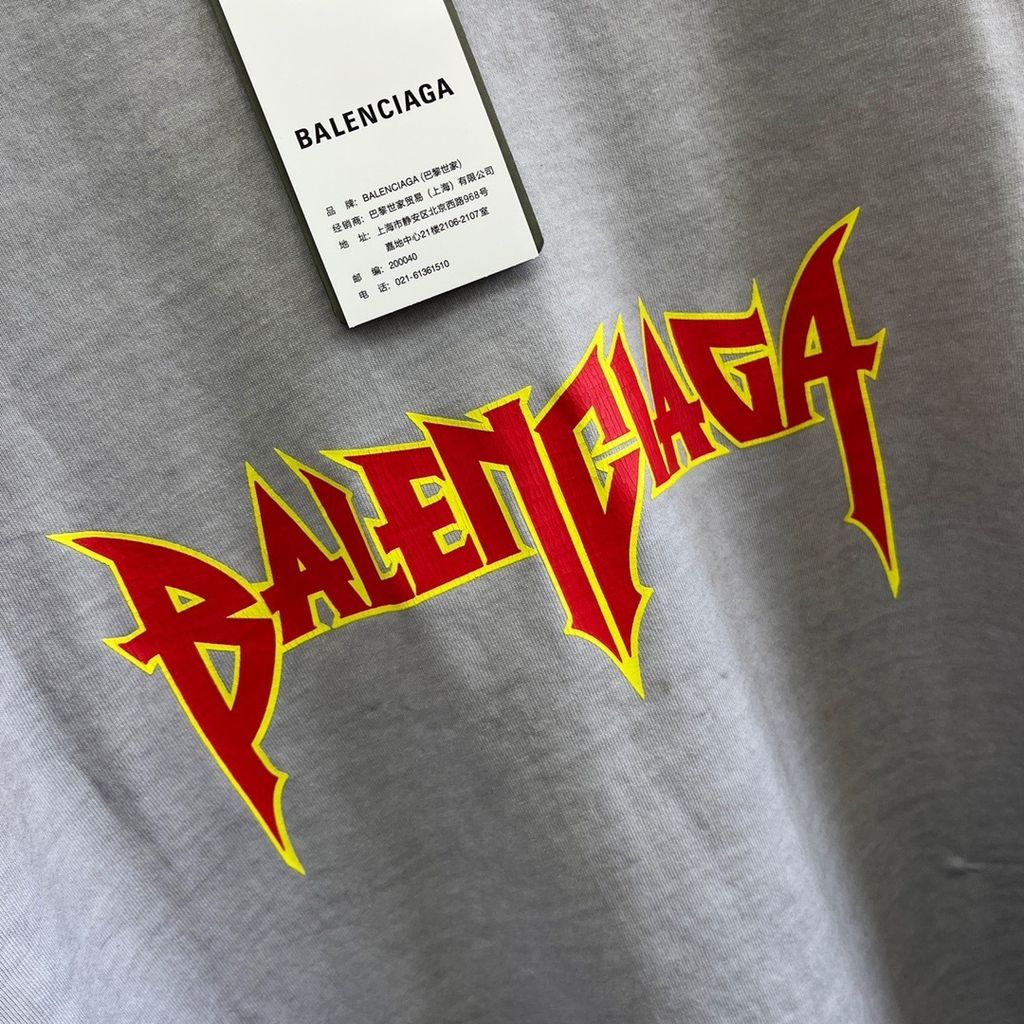 BALENCIAGA
品 牌: BALENCIAGA (巴黎世家)
经销商: 巴黎世家贸易（上海）有限公司
地 址: 上海市静安区北京西路968号
嘉地中心21楼2106-2107室
邮 编: 200040
电 话: 021-61361510
BALENCIAGA